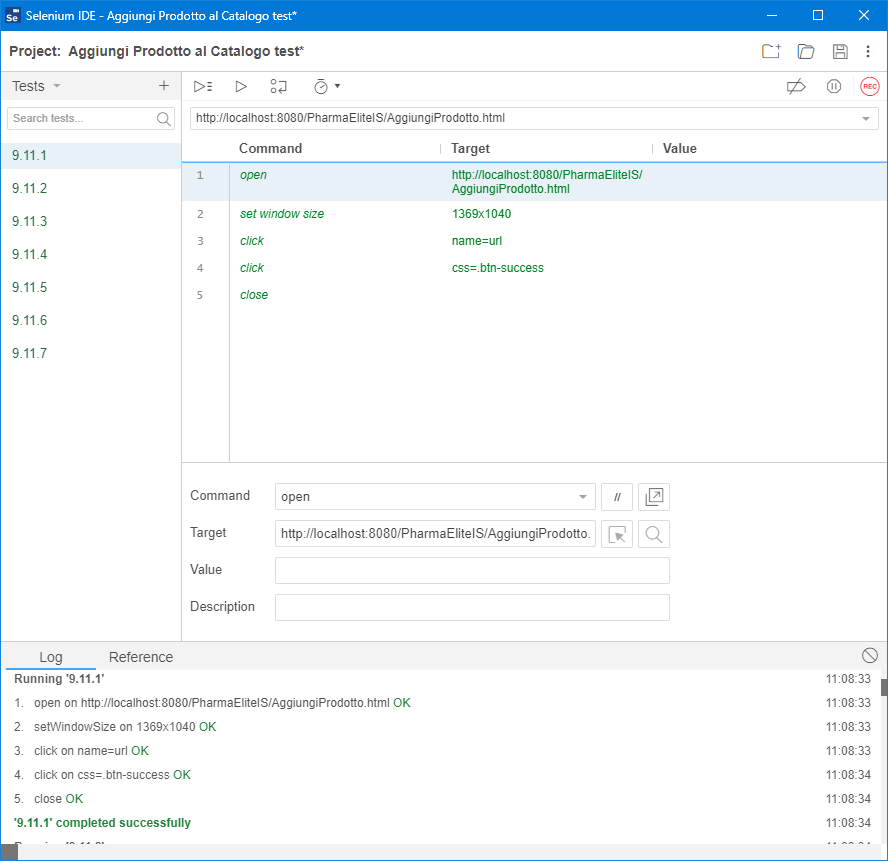 Se Selenium IDE - Aggiungi Prodotto al Catalogo test*
Project: Aggiungi Prodotto al Catalogo test*
Tests
Search tests...
9.11.1
9.11.2
9.11.3
9.11.4
9.11.5
9.11.6
9.11.7
REC
http://localhost:8080/PharmaEliteIS/AggiungiProdotto.html
Command Target Value
1 open http://localhost:8080/PharmaEliteIS/
AggiungiProdotto.html
2 set window size 1369x1040
3 click name=url
4 click css=.btn-success
5 close
Command open //
Target http://localhost:8080/PharmaEliteIS/AggiungiProdotto.
Value
Description
Log Reference
Running '9.11.1' 11:08:33
1. open on http://localhost:8080/PharmaEliteIS/AggiungiProdotto.html OK 11:08:33
2. setWindowSize on 1369x1040 OK 11:08:33
3. click on name=url OK 11:08:33
4. click on css=.btn-success OK 11:08:34
5. close OK 11:08:34
'9.11.1' completed successfully 11:08:34